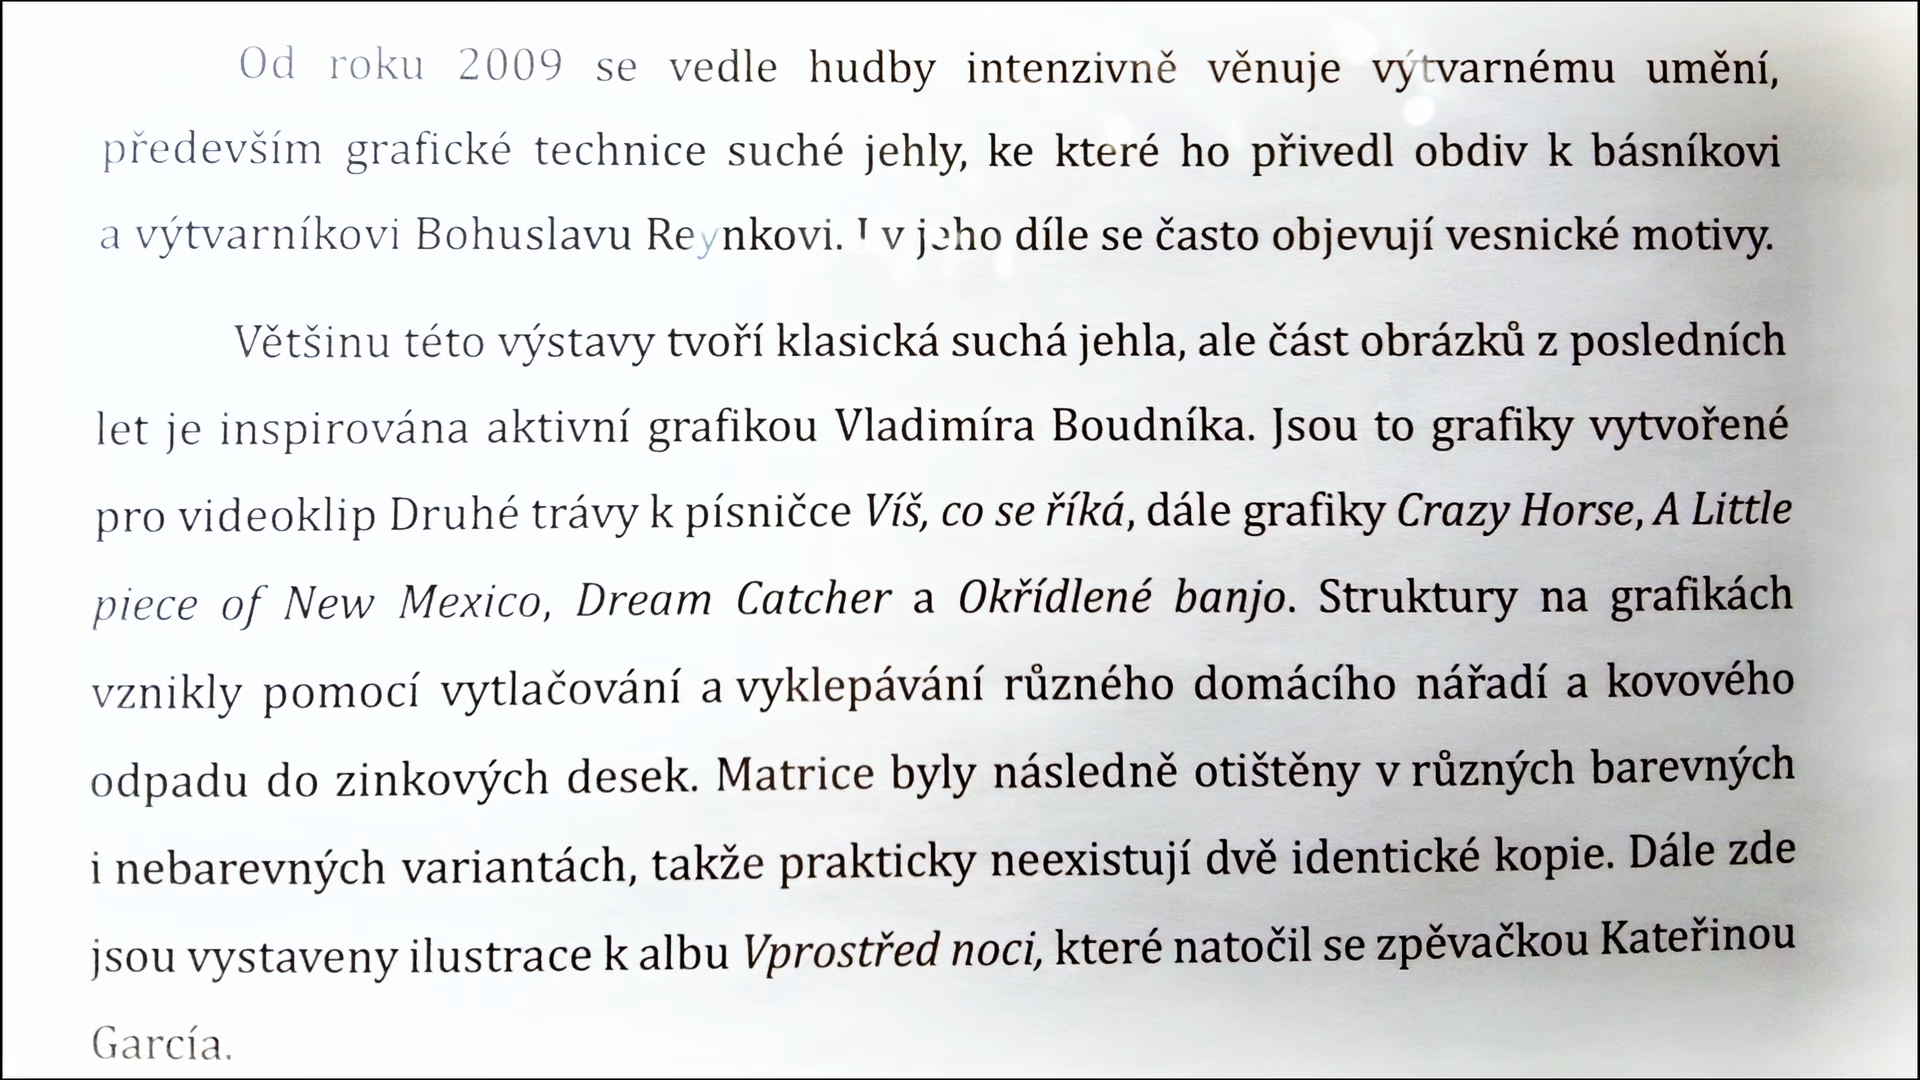 Od roku 2009 se vedle hudby intenzivně věnuje výtvarnému umění,
především grafické technice suché jehly, ke které ho přivedl obdiv k básníkovi
a výtvarníkovi Bohuslavu Reynkovi. I v jeho díle se často objevují vesnické motivy.
Většinu této výstavy tvoří klasická suchá jehla, ale část obrázků z posledních
let je inspirována aktivní grafikou Vladimíra Boudníka. Jsou to grafiky vytvořené
pro videoklip Druhé trávy k písničce Víš, co se říká, dále grafiky Crazy Horse, A Little
piece of New Mexico, Dream Catcher a Okřídlené banjo. Struktury na grafikách
vznikly pomocí vytlačování a vyklepávání různého domácího nářadí a kovového
odpadu do zinkových desek. Matrice byly následně otištěny v různých barevných
i nebarevných variantách, takže prakticky neexistují dvě identické kopie. Dále zde
jsou vystaveny ilustrace k albu Vprostřed noci, které natočil se zpěvačkou Kateřinou
García.